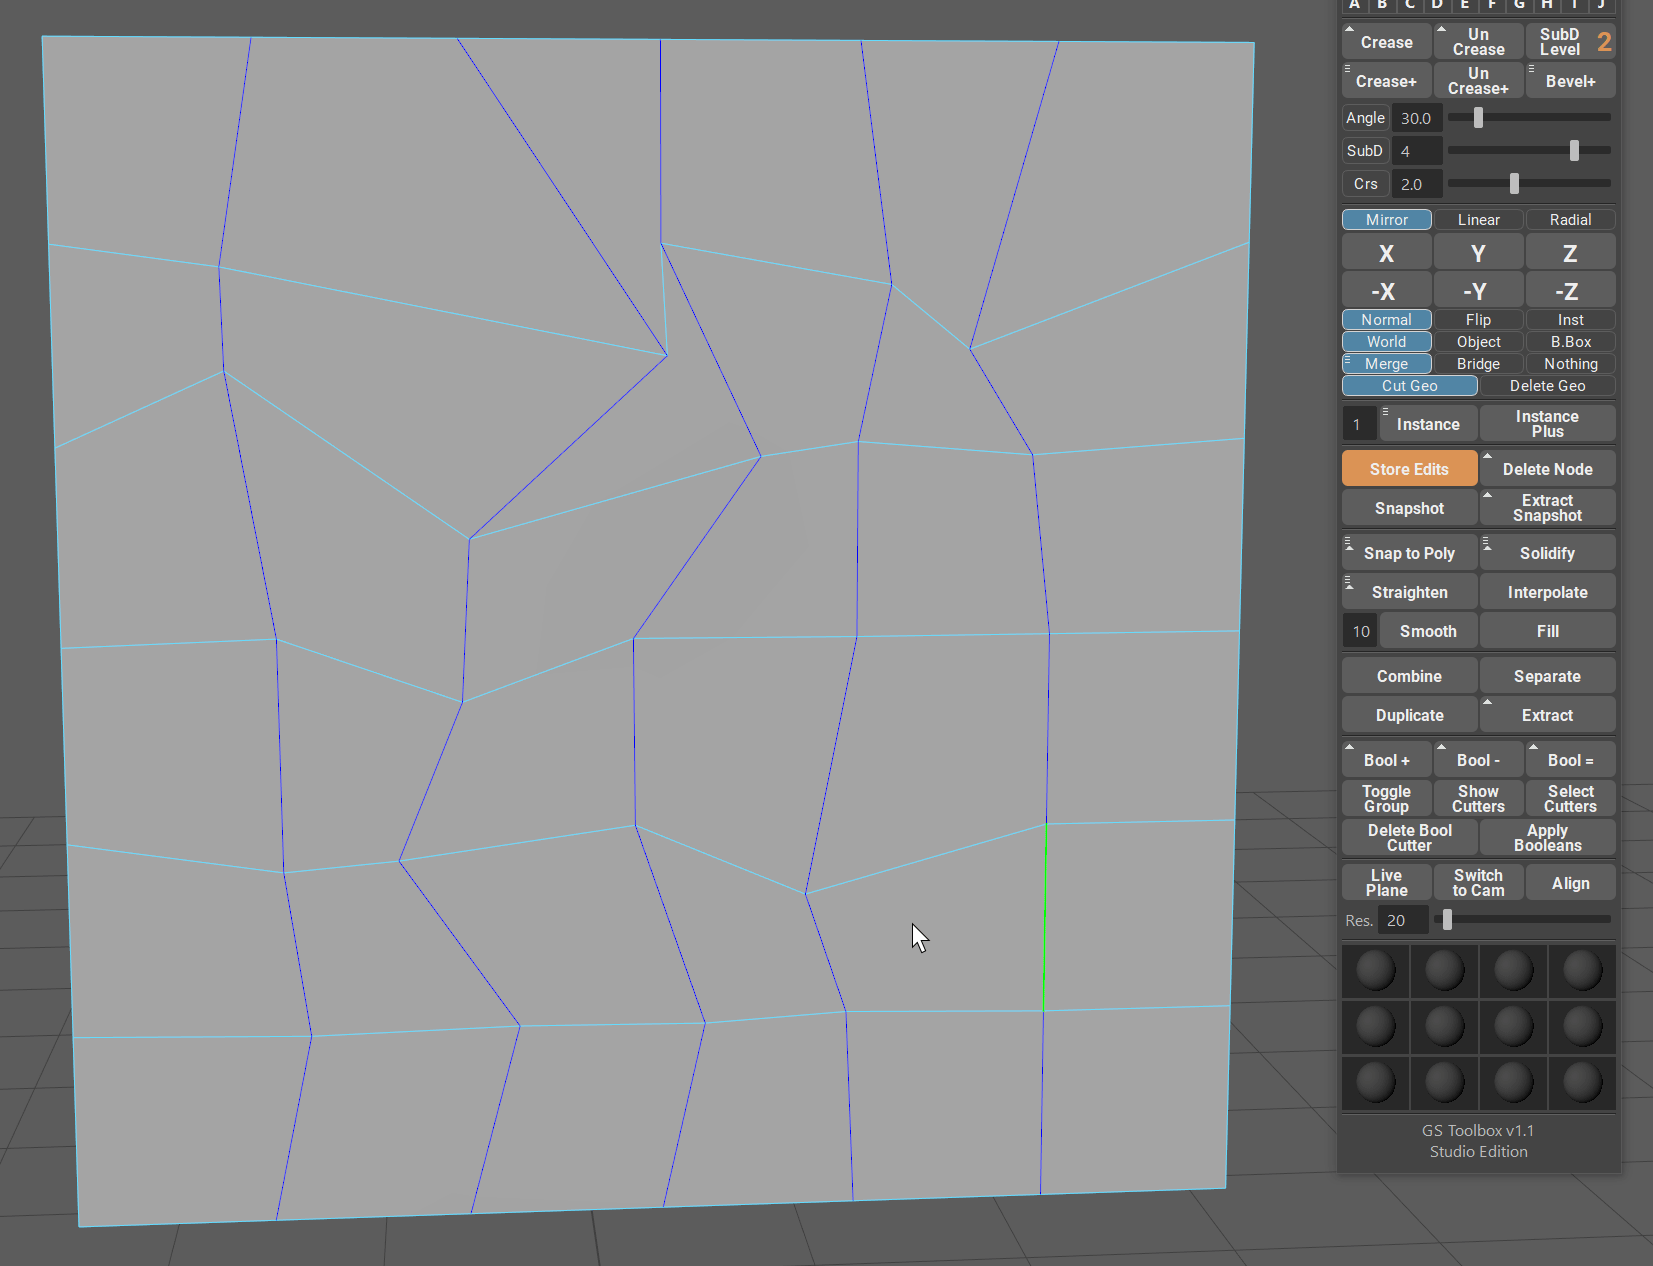 A B C D E F G H I J
Crease
Un
Crease
SubD
Level
2
Crease+
Un
Crease+
Bevel+
Angle 30.0
SubD 4
Crs 2.0
Mirror Linear Radial
X Y Z
-X -Y -Z
Normal Flip Inst
World Object B.Box
Merge Bridge Nothing
Cut Geo Delete Geo
1 Instance
Instance
Plus
Store Edits Delete Node
Snapshot
Extract
Snapshot
Snap to Poly Solidify
Straighten Interpolate
10 Smooth Fill
Combine Separate
Duplicate Extract
Bool + Bool - Bool =
Toggle
Group
Show
Cutters
Select
Cutters
Delete Bool
Cutter
Apply
Booleans
Live
Plane
Switch
to Cam
Align
Res. 20
GS Toolbox v1.1
Studio Edition